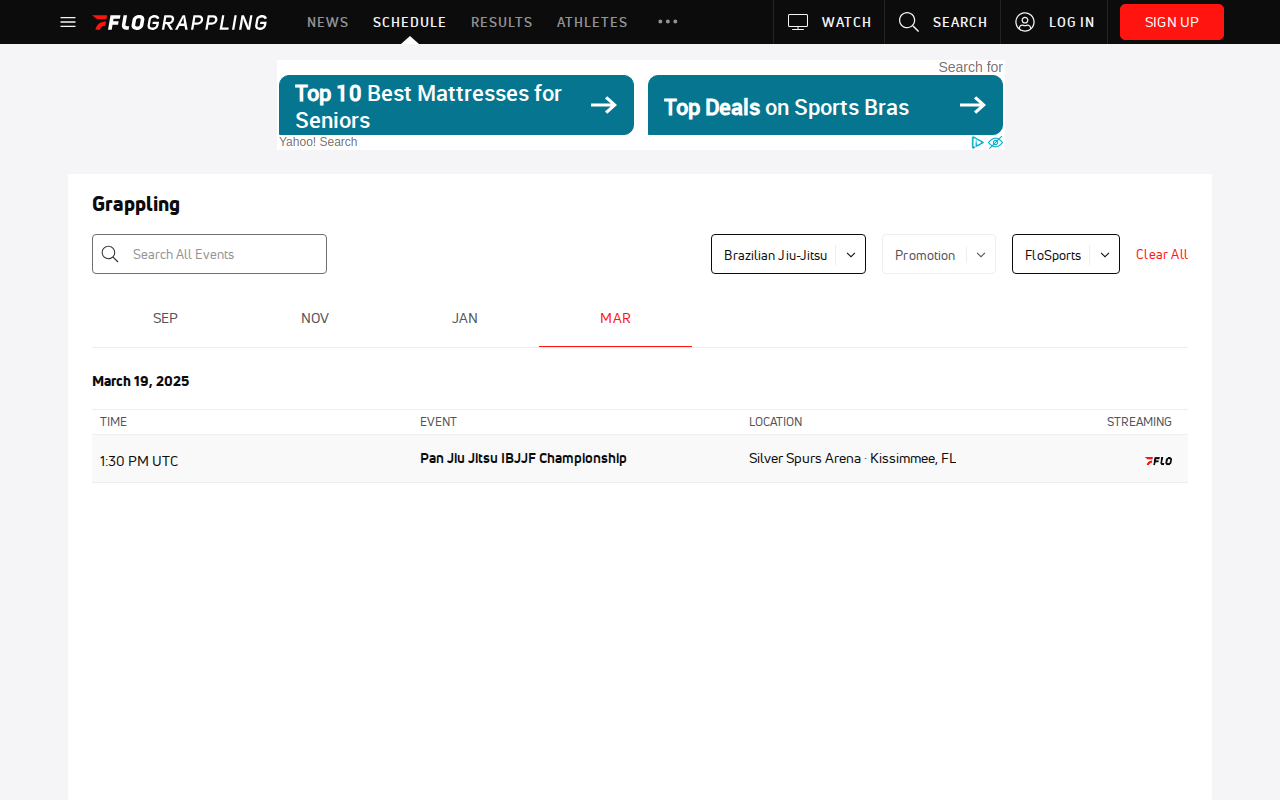 FLOGRAPPLING NEWS SCHEDULE RESULTS ATHLETES WATCH SEARCH LOG IN SIGN UP
Search for
Top 10 Best Mattresses for
Seniors
Top Deals on Sports Bras
Yahoo! Search
Grappling
Search All Events Brazilian Jiu-Jitsu Promotion FloSports Clear All
SEP NOV JAN MAR
March 19, 2025
TIME EVENT LOCATION STREAMING
1:30 PM UTC Pan Jiu Jitsu IBJJF Championship Silver Spurs Arena · Kissimmee, FL FLO